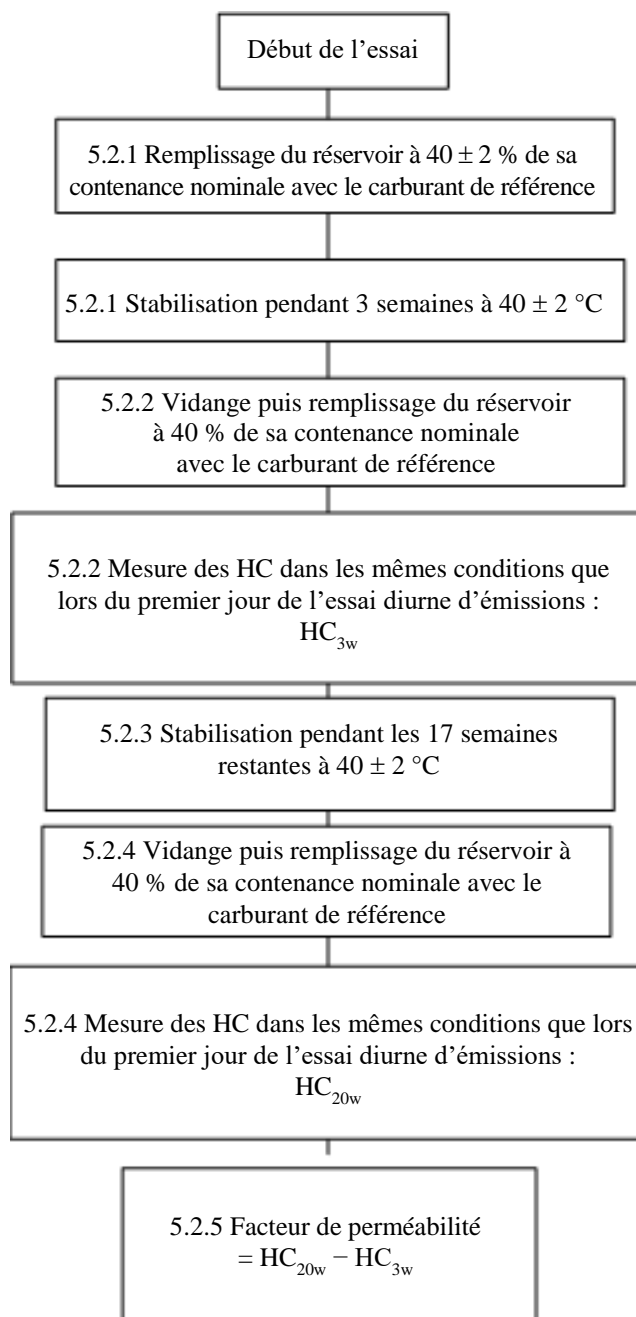 Début de l’essai
5.2.1 Remplissage du réservoir à 40 ± 2 % de sa
contenance nominale avec le carburant de référence
5.2.1 Stabilisation pendant 3 semaines à 40 ± 2 °C
5.2.2 Vidange puis remplissage du réservoir
à 40 % de sa contenance nominale
avec le carburant de référence
5.2.2 Mesure des HC dans les mêmes conditions que
lors du premier jour de l’essai diurne d’émissions :
HC3w
5.2.3 Stabilisation pendant les 17 semaines
restantes à 40 ± 2 °C
5.2.4 Vidange puis remplissage du réservoir à
40 % de sa contenance nominale avec le
carburant de référence
5.2.4 Mesure des HC dans les mêmes conditions que lors
du premier jour de l’essai diurne d’émissions :
HC20w
5.2.5 Facteur de perméabilité
= HC20w − HC3w